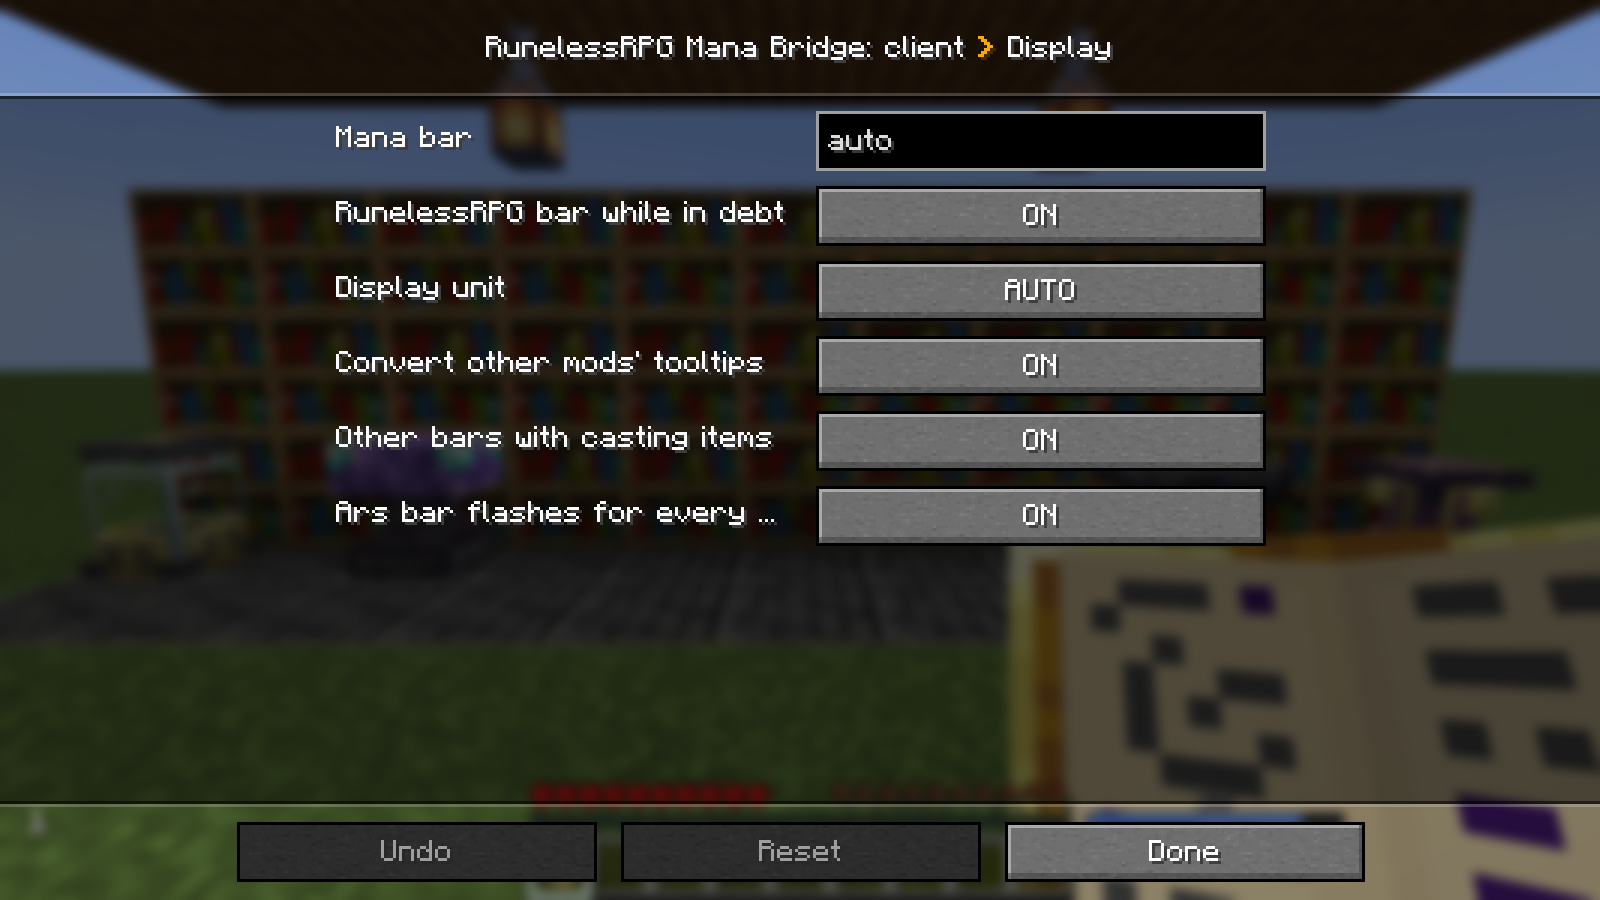 RunelessRPG Mana Bridge: client > Display
Mana bar
auto
RunelessRPG bar while in debt
ON
Display unit
AUTO
Convert other mods' tooltips
ON
Other bars with casting items
ON
Ars bar flashes for every ...
ON
Undo
Reset
Done